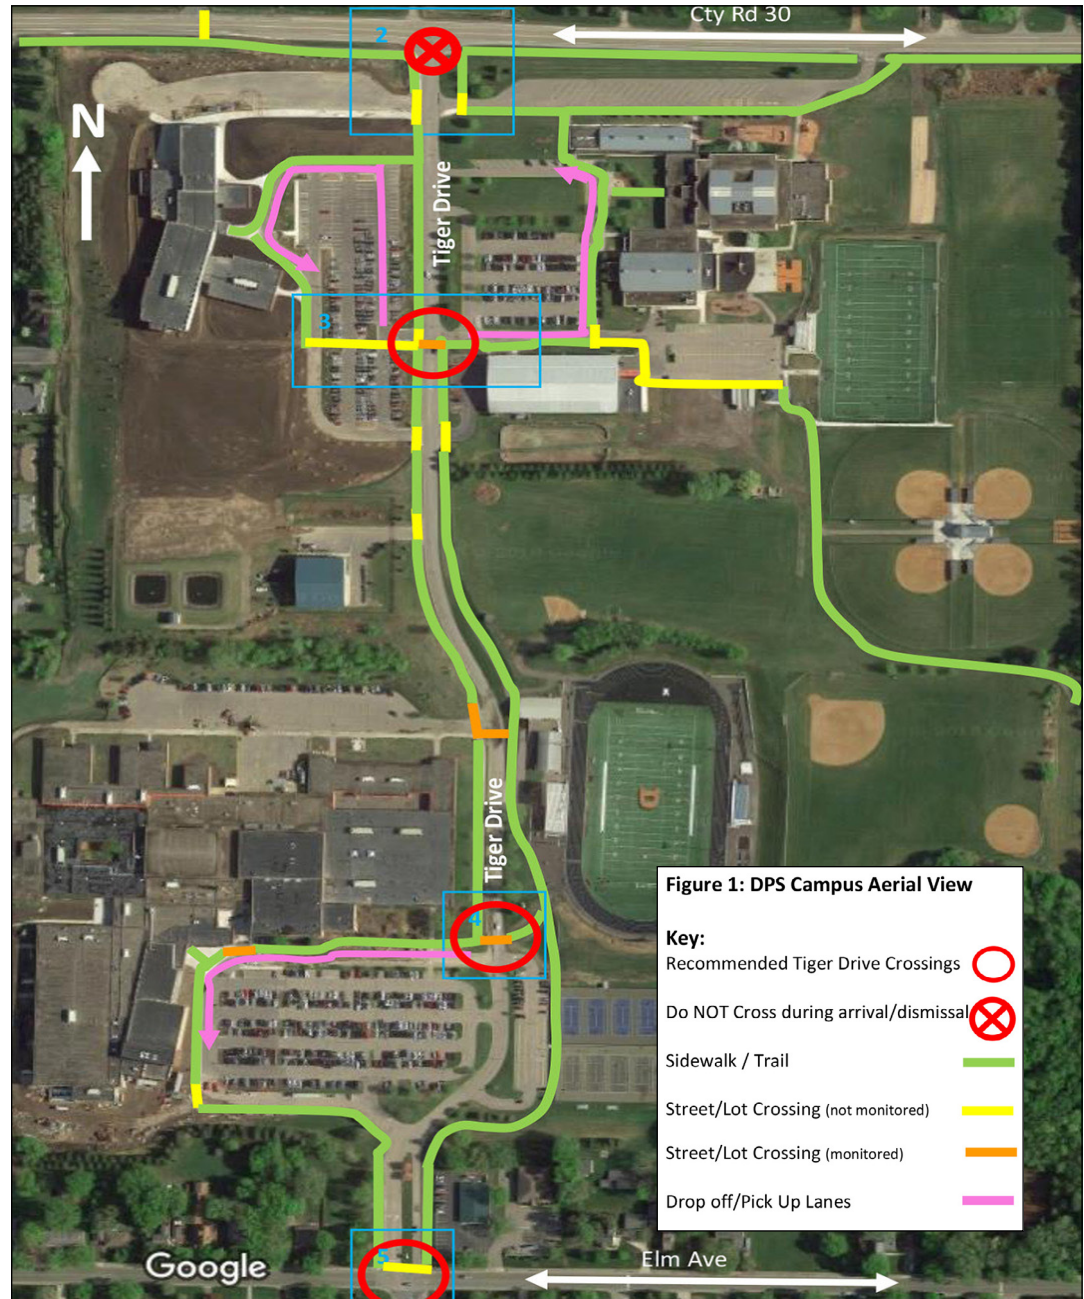 Cty Rd 30
2
N
Tiger Drive
3
Tiger Drive
4
Figure 1: DPS Campus Aerial View
Key:
Recommended Tiger Drive Crossings
Do NOT Cross during arrival/dismissal
Sidewalk / Trail
Street/Lot Crossing (not monitored)
Street/Lot Crossing (monitored)
Drop off/Pick Up Lanes
D
5
Elm Ave
Google